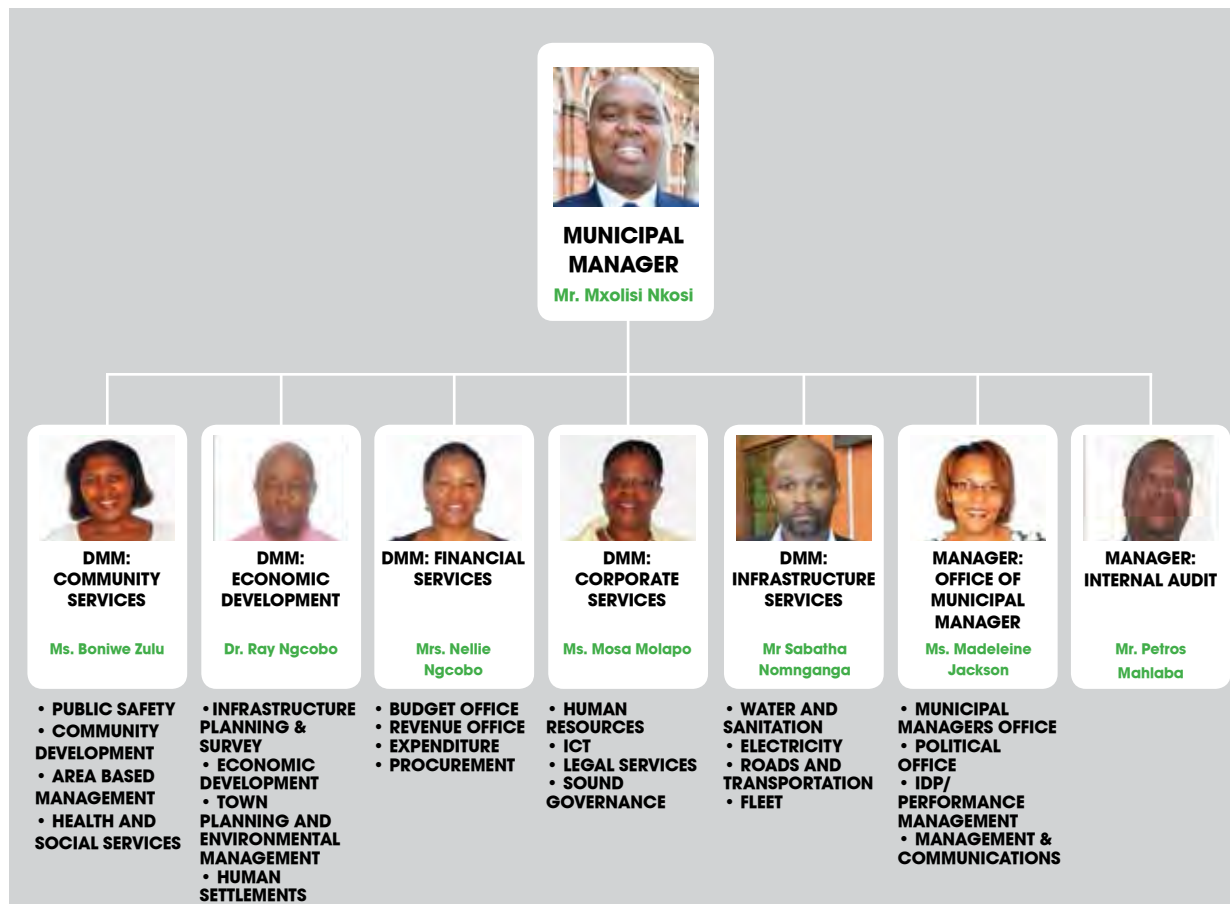 MUNICIPAL
MANAGER
Mr. Mxolisi Nkosi
DMM:
COMMUNITY
SERVICES
Ms. Boniwe Zulu
• PUBLIC SAFETY
• COMMUNITY
DEVELOPMENT
• AREA BASED
MANAGEMENT
• HEALTH AND
SOCIAL SERVICES
DMM:
ECONOMIC
DEVELOPMENT
Dr. Ray Ngcobo
•INFRASTRUCTURE
PLANNING &
SURVEY
• ECONOMIC
DEVELOPMENT
• TOWN
PLANNING AND
ENVIRONMENTAL
MANAGEMENT
• HUMAN
SETTLEMENTS
DMM: FINANCIAL
SERVICES
Mrs. Nellie
Ngcobo
• BUDGET OFFICE
• REVENUE OFFICE
• EXPENDITURE
• PROCUREMENT
DMM:
CORPORATE
SERVICES
Ms. Mosa Molapo
• HUMAN
RESOURCES
• ICT
• LEGAL SERVICES
• SOUND
GOVERNANCE
DMM:
INFRASTRUCTURE
SERVICES
Mr Sabatha
Nomnganga
• WATER AND
SANITATION
• ELECTRICITY
• ROADS AND
TRANSPORTATION
• FLEET
MANAGER:
OFFICE OF
MUNICIPAL
MANAGER
Ms. Madeleine
Jackson
• MUNICIPAL
MANAGERS OFFICE
• POLITICAL
OFFICE
• IDP/
PERFORMANCE
MANAGEMENT
• MANAGEMENT &
COMMUNICATIONS
MANAGER:
INTERNAL AUDIT
Mr. Petros
Mahlaba